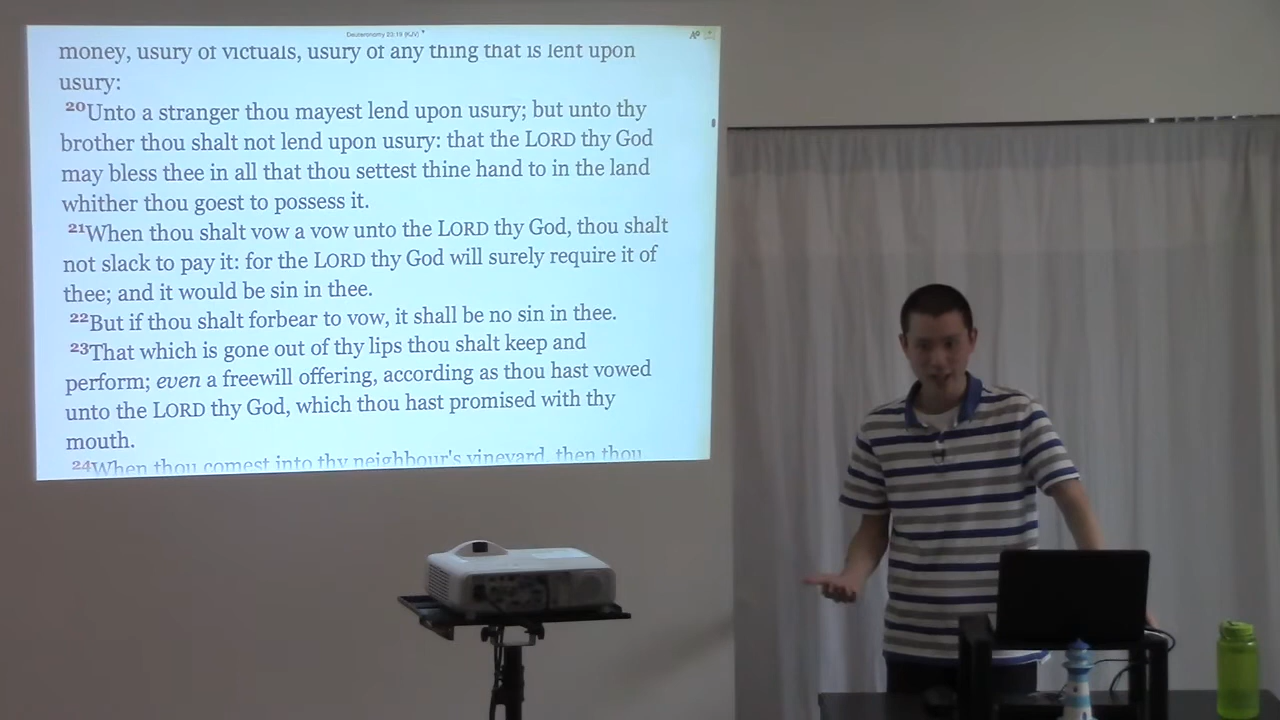 Deuteronomy 23:19 (KJV)
money, usury of victuals, usury of any thing that is lent upon
usury:
20Unto a stranger thou mayest lend upon usury; but unto thy
brother thou shalt not lend upon usury: that the LORD thy God
may bless thee in all that thou settest thine hand to in the land
whither thou goest to possess it.
21When thou shalt vow a vow unto the LORD thy God, thou shalt
not slack to pay it: for the LORD thy God will surely require it of
thee; and it would be sin in thee.
22But if thou shalt forbear to vow, it shall be no sin in thee.
23That which is gone out of thy lips thou shalt keep and
perform; even a freewill offering, according as thou hast vowed
unto the LORD thy God, which thou hast promised with thy
mouth.
24When thou comest into thy neighbour's vineyard, then thou